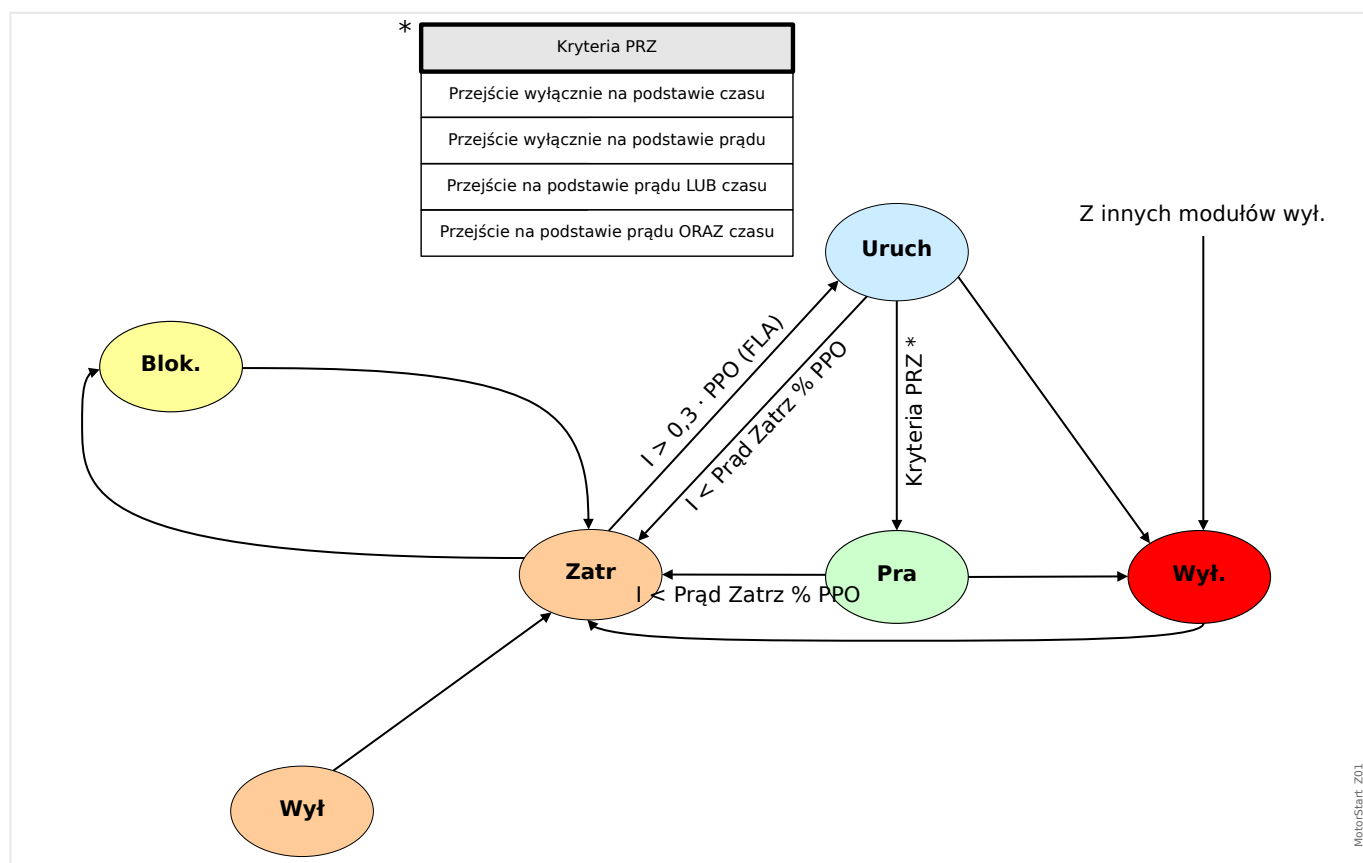 *
Kryteria PRZ
Przejście wyłącznie na podstawie czasu
Przejście wyłącznie na podstawie prądu
Przejście na podstawie prądu LUB czasu
Przejście na podstawie prądu ORAZ czasu
Z innych modułów wył.
Uruch
Blok.
I > 0,3 · PPO (FLA)
I < Prąd Zatrz % PPO
Kryteria PRZ *
Zatr
Pra
Wył.
I < Prąd Zatrz % PPO
Wył
MotorStart_Z01